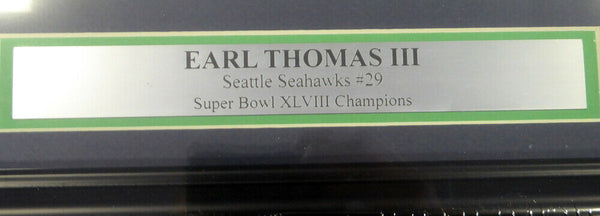 EARL THOMAS III
Seattle Seahawks #29
Super Bowl XLVIII Champions